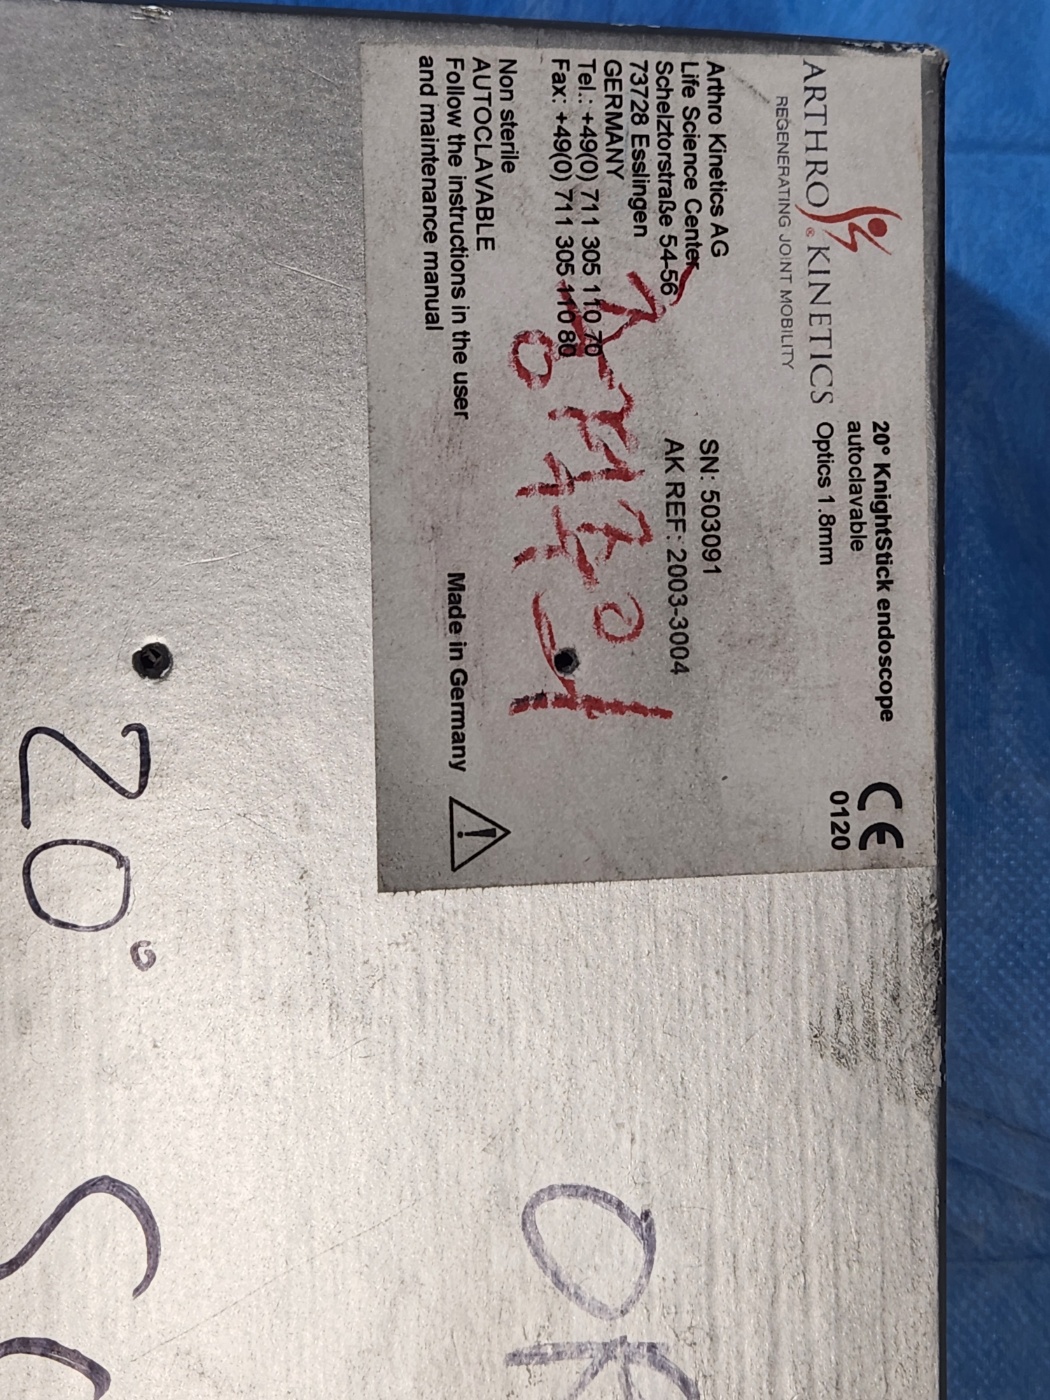 ARTHRO & KINETICS
REGENERATING JOINT MOBILITY
20° KnightStick endoscope
autoclavable
Optics 1.8mm
CE
0120
Arthro Kinetics AG
Life Science Center
Schelztorstraße 54-56
73728 Esslingen
GERMANY
Tel.: +49(0) 711 305 110 70
Fax: +49(0) 711 305 110 80
SN: 503091
AK REF: 2003-3004
Non sterile
AUTOCLAVABLE
Follow the instructions in the user
and maintenance manual
Made in Germany
20°